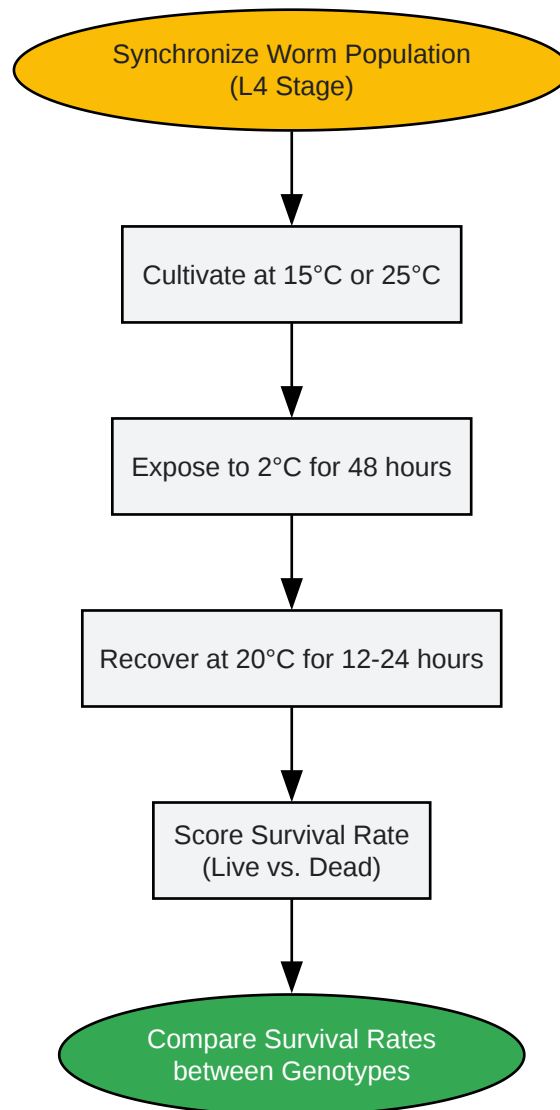 Synchronize Worm Population
(L4 Stage)
Cultivate at 15°C or 25°C
Expose to 2°C for 48 hours
Recover at 20°C for 12-24 hours
Score Survival Rate
(Live vs. Dead)
Compare Survival Rates
between Genotypes